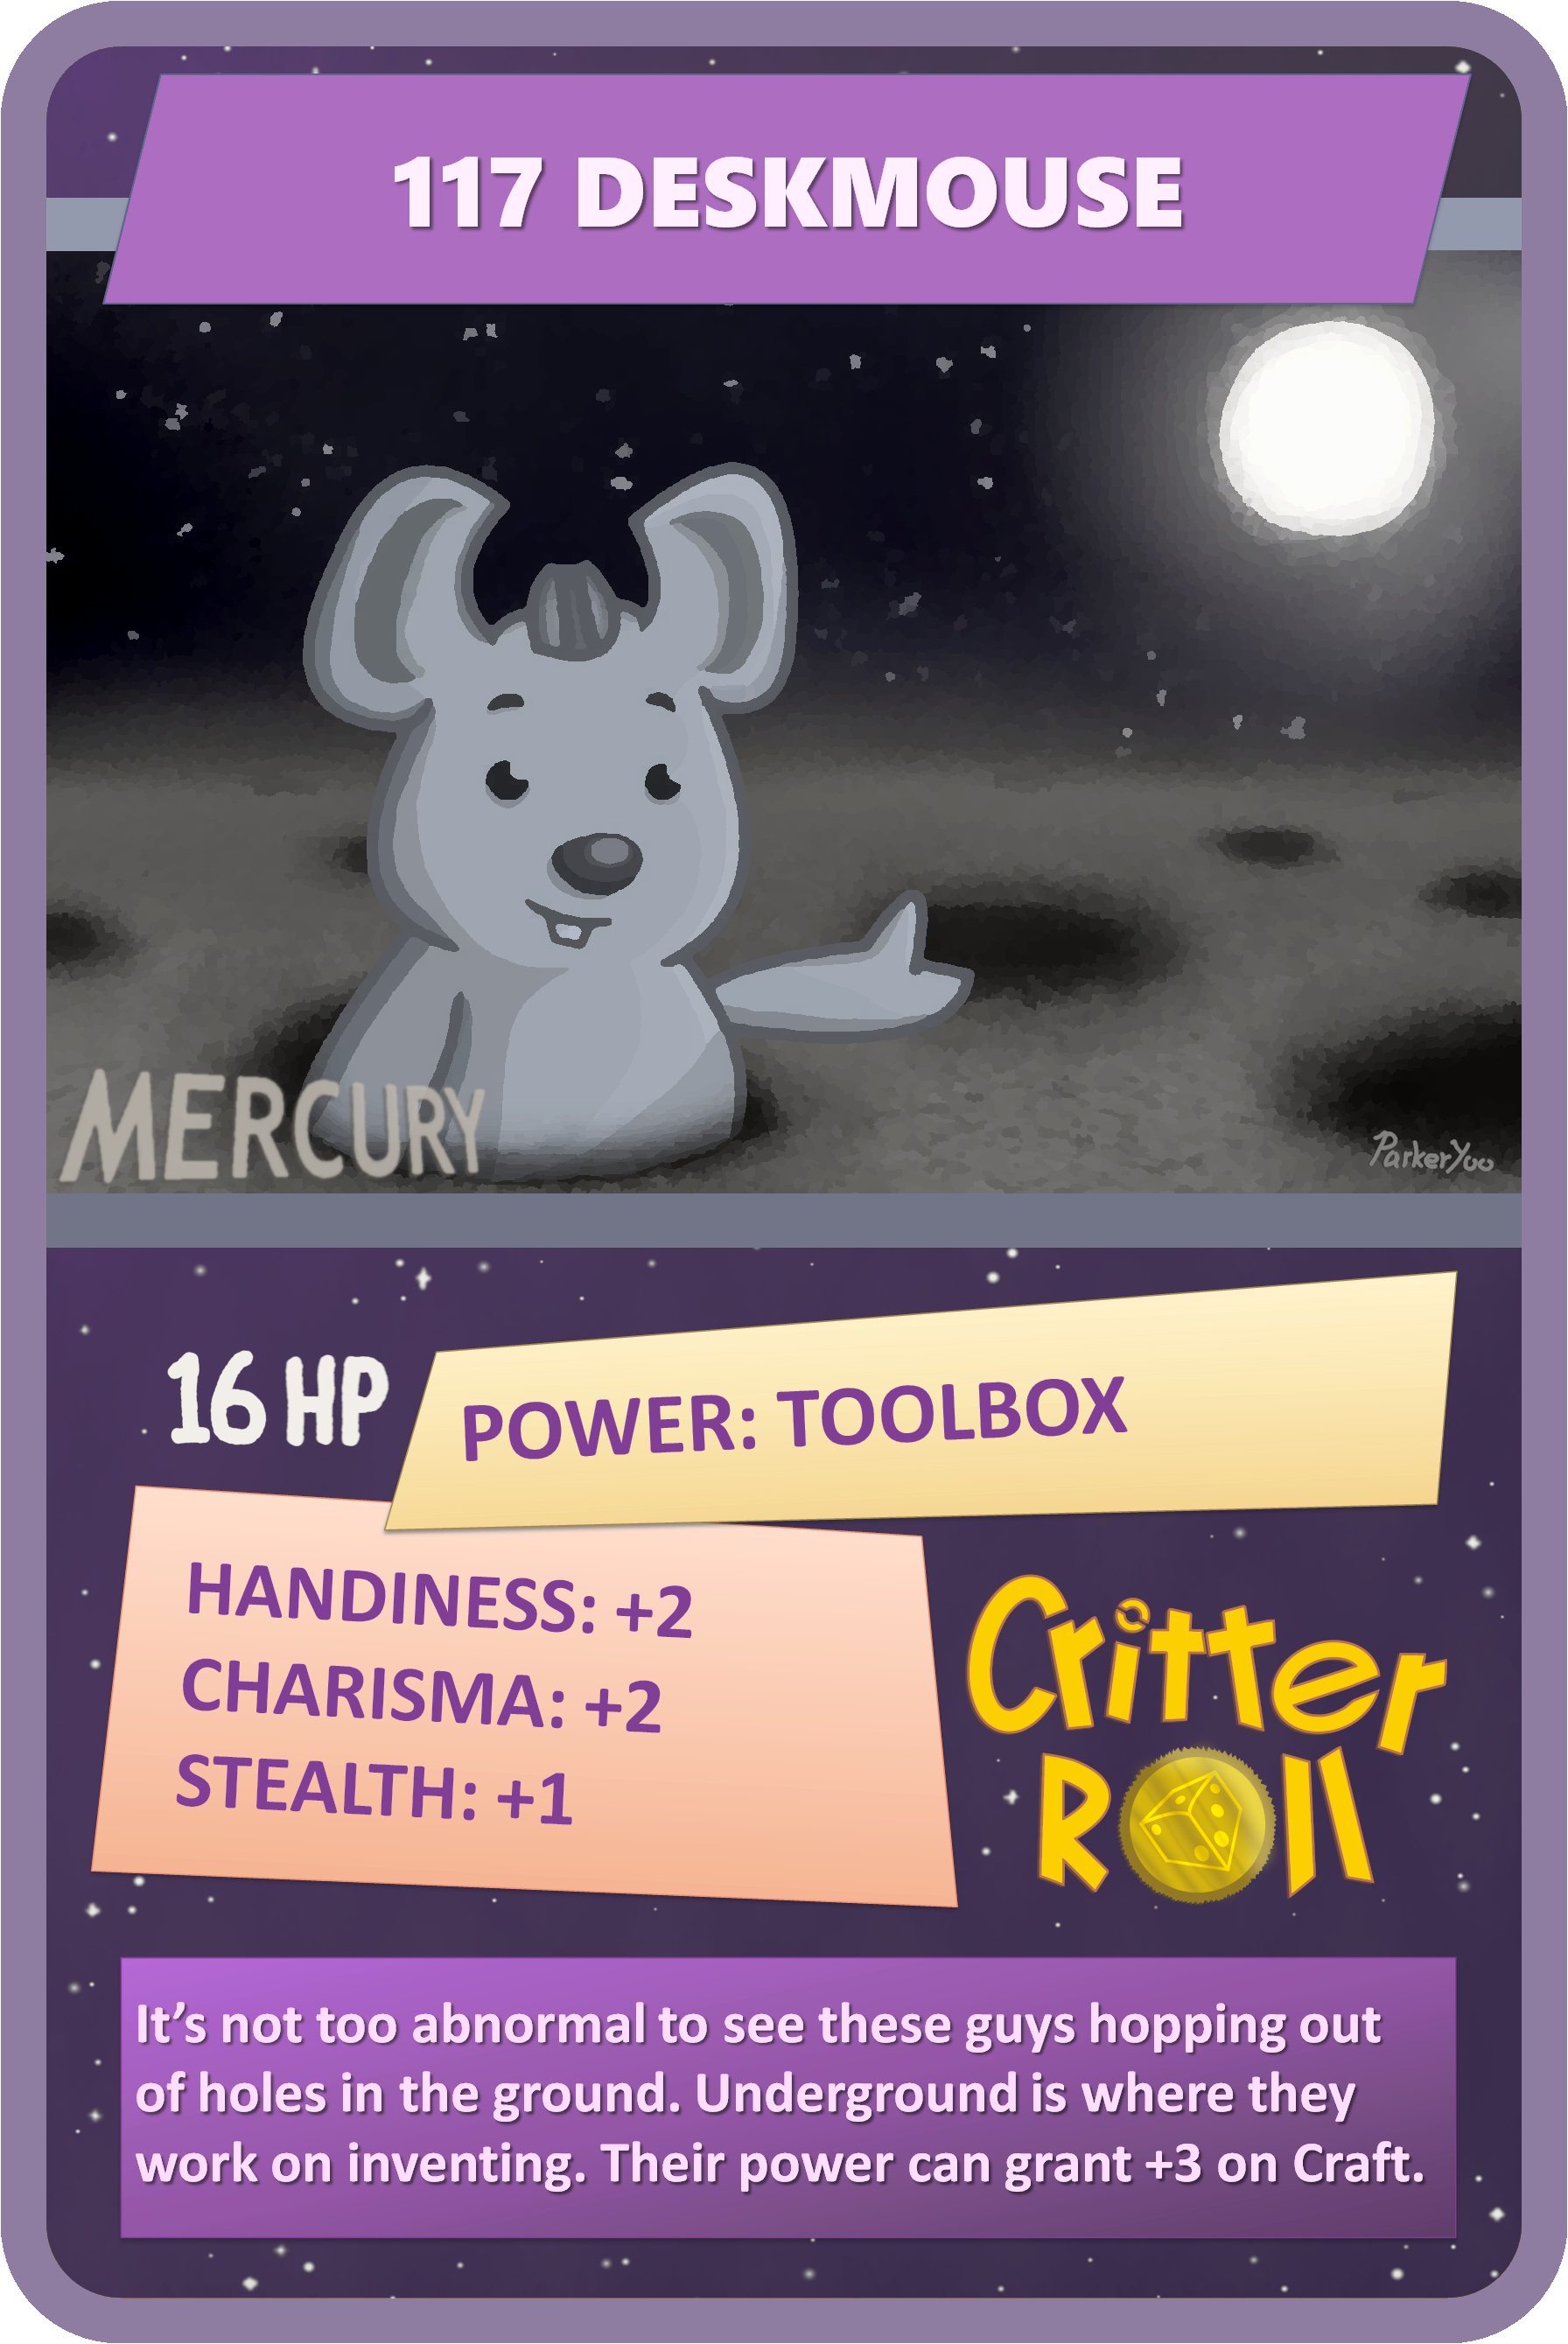 117 DESKMOUSE
MERCURY
ParkerYoo
16 HP
POWER: TOOLBOX
HANDINESS: +2
CHARISMA: +2
STEALTH: +1
Critter
Roll
It’s not too abnormal to see these guys hopping out
of holes in the ground. Underground is where they
work on inventing. Their power can grant +3 on Craft.